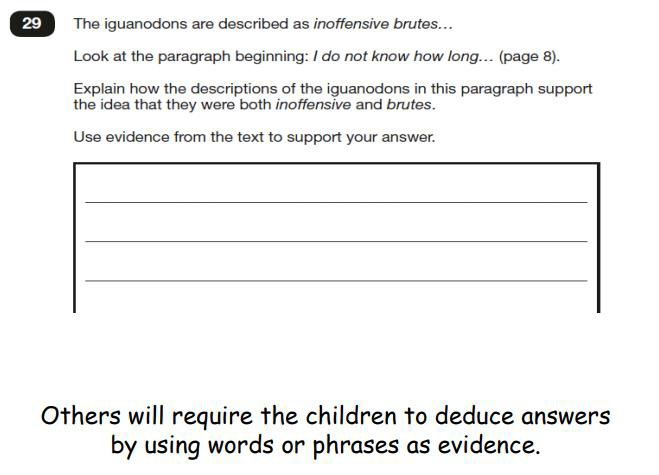 29 The iguanodons are described as inoffensive brutes...
Look at the paragraph beginning: I do not know how long... (page 8).
Explain how the descriptions of the iguanodons in this paragraph support
the idea that they were both inoffensive and brutes.
Use evidence from the text to support your answer.
Others will require the children to deduce answers
by using words or phrases as evidence.